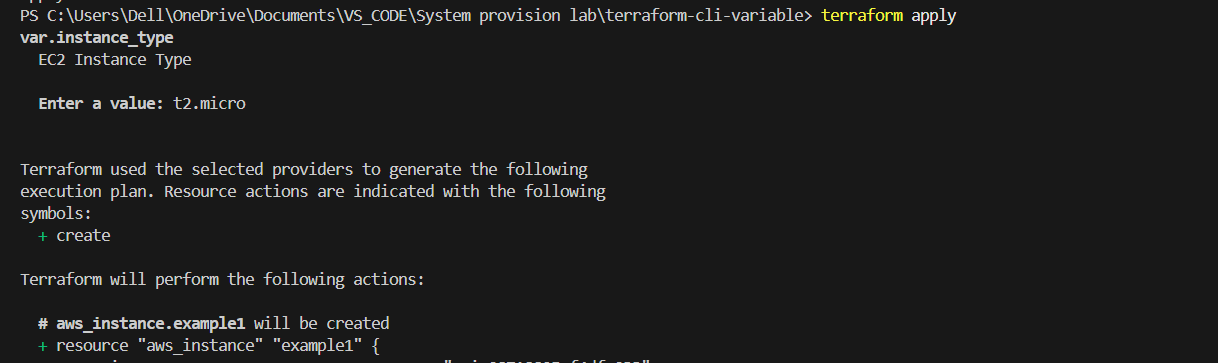 PS C:\Users\Dell\OneDrive\Documents\VS_CODE\System provision lab\terraform-cli-variable> terraform apply
var.instance_type
  EC2 Instance Type

  Enter a value: t2.micro


Terraform used the selected providers to generate the following
execution plan. Resource actions are indicated with the following
symbols:
  + create

Terraform will perform the following actions:

  # aws_instance.example1 will be created
  + resource "aws_instance" "example1" {